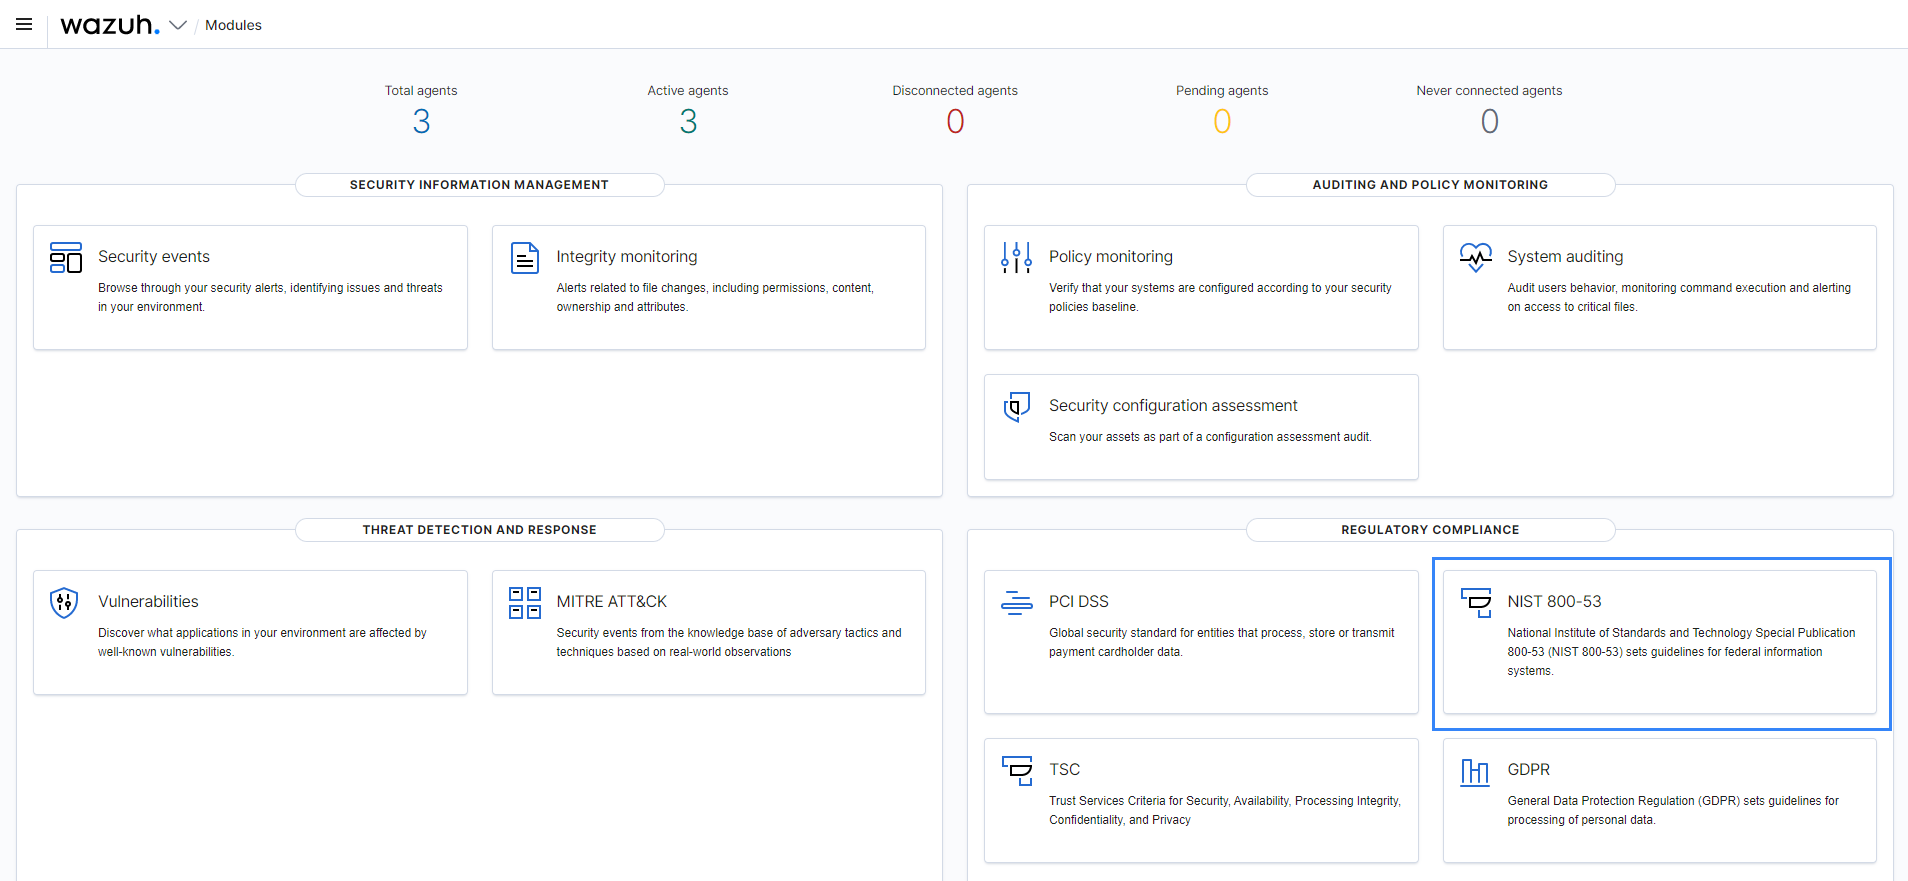 wazuh. / Modules
Total agents
3
Active agents
3
Disconnected agents
0
Pending agents
0
Never connected agents
0
SECURITY INFORMATION MANAGEMENT
Security events
Browse through your security alerts, identifying issues and threats
in your environment.
Integrity monitoring
Alerts related to file changes, including permissions, content,
ownership and attributes.
AUDITING AND POLICY MONITORING
Policy monitoring
Verify that your systems are configured according to your security
policies baseline.
System auditing
Audit users behavior, monitoring command execution and alerting
on access to critical files.
Security configuration assessment
Scan your assets as part of a configuration assessment audit.
THREAT DETECTION AND RESPONSE
Vulnerabilities
Discover what applications in your environment are affected by
well-known vulnerabilities.
MITRE ATT&CK
Security events from the knowledge base of adversary tactics and
techniques based on real-world observations
REGULATORY COMPLIANCE
PCI DSS
Global security standard for entities that process, store or transmit
payment cardholder data.
NIST 800-53
National Institute of Standards and Technology Special Publication
800-53 (NIST 800-53) sets guidelines for federal information
systems.
TSC
Trust Services Criteria for Security, Availability, Processing Integrity,
Confidentiality, and Privacy
GDPR
General Data Protection Regulation (GDPR) sets guidelines for
processing of personal data.